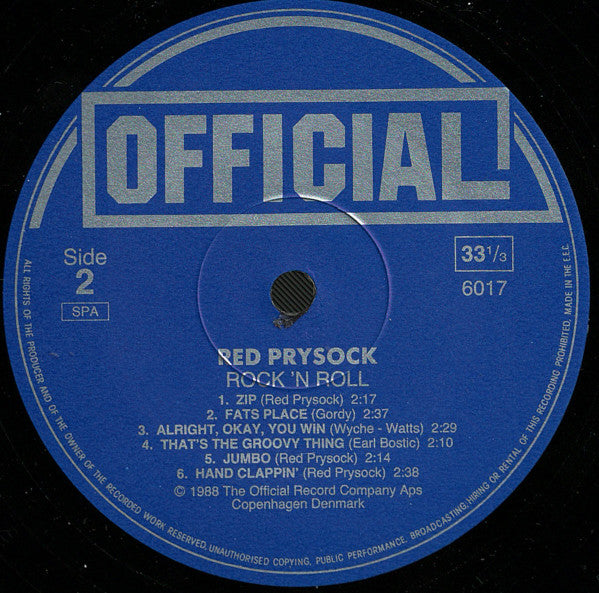 OFFICIAL
Side
2
SPA
33 1/3
6017
RED PRYSOCK
ROCK 'N ROLL
1. ZIP (Red Prysock) 2:17
2. FATS PLACE (Gordy) 2:37
3. ALRIGHT, OKAY, YOU WIN (Wyche - Watts) 2:29
4. THAT'S THE GROOVY THING (Earl Bostic) 2:10
5. JUMBO (Red Prysock) 2:14
6. HAND CLAPPIN' (Red Prysock) 2:38
© 1988 The Official Record Company Aps
Copenhagen Denmark
ALL RIGHTS OF THE PRODUCER AND OF THE OWNER OF THE RECORDED WORK RESERVED. UNAUTHORISED COPYING, PUBLIC PERFORMANCE, BROADCASTING, HIRING OR RENTAL OF THIS RECORDING PROHIBITED. MADE IN THE E.E.C.